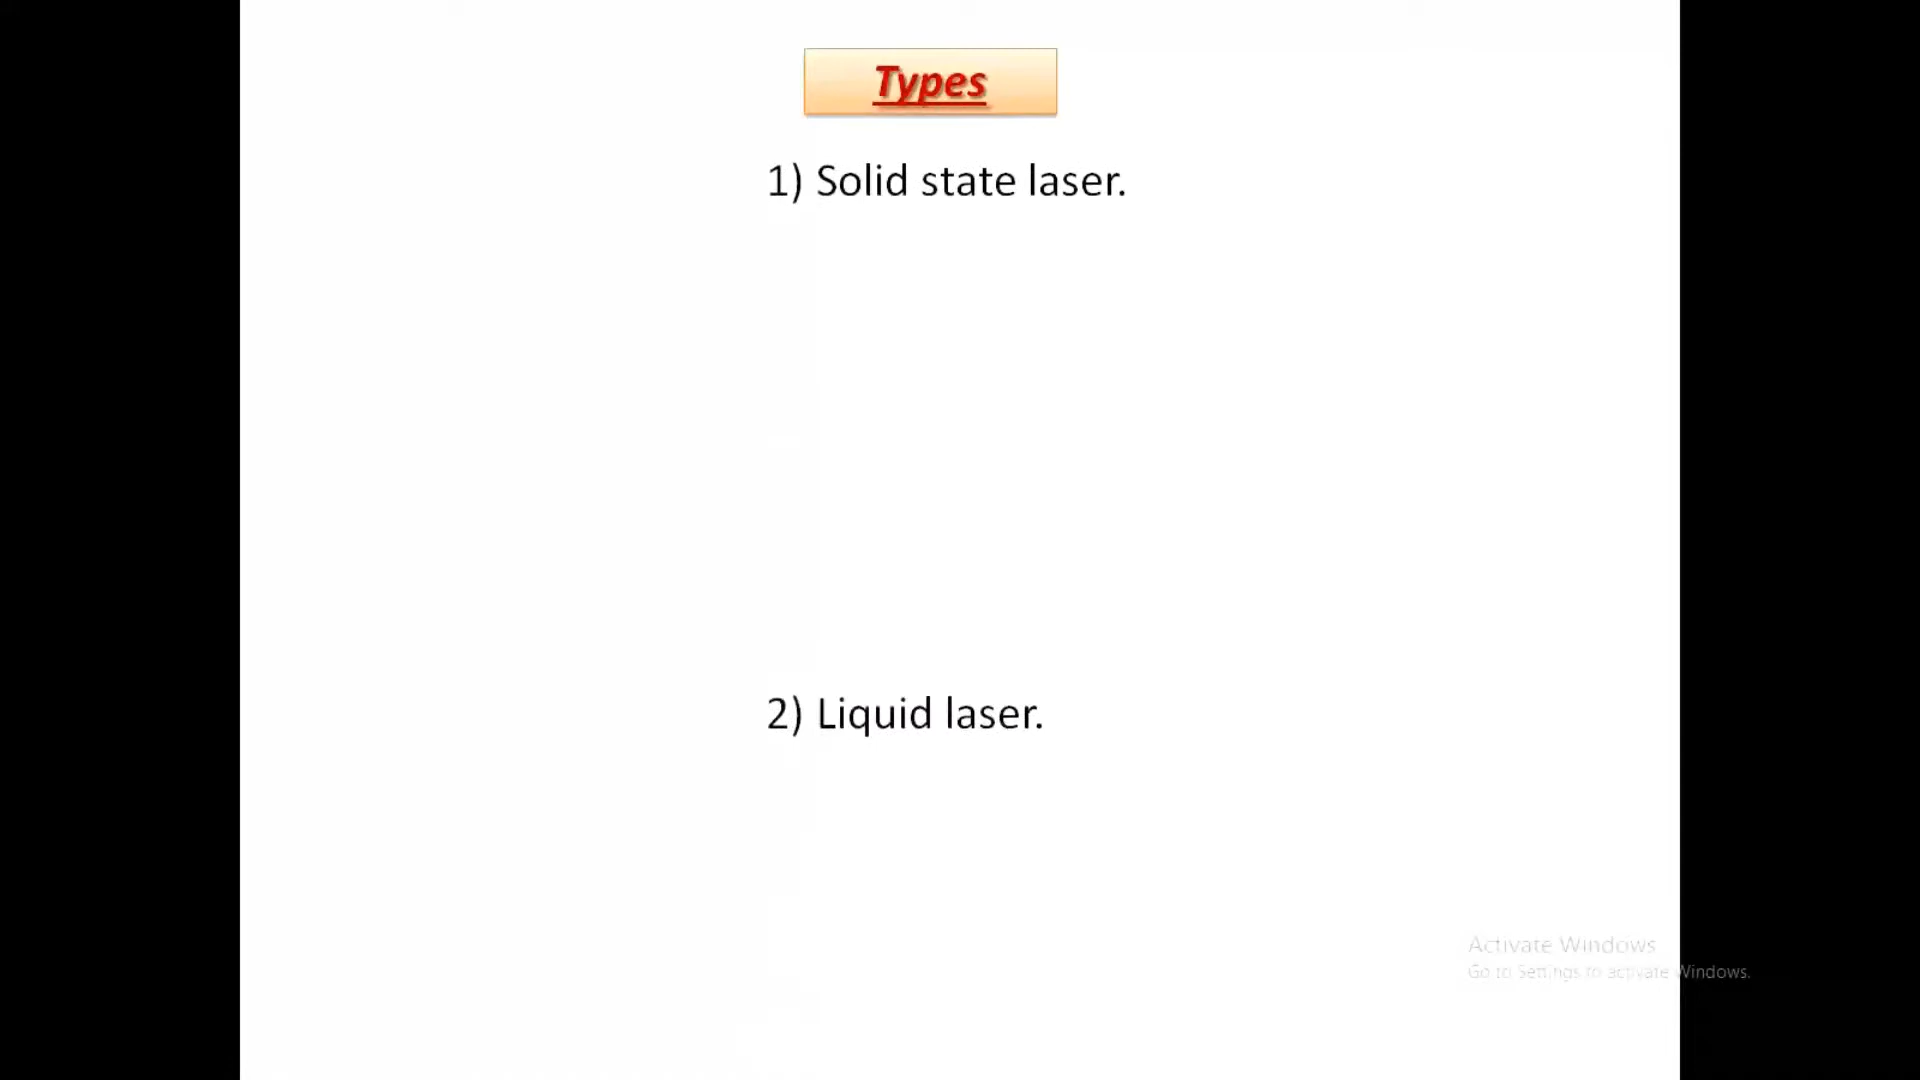 Types
1) Solid state laser.
2) Liquid laser.
Activate Windows
Go to Settings to activate Windows.